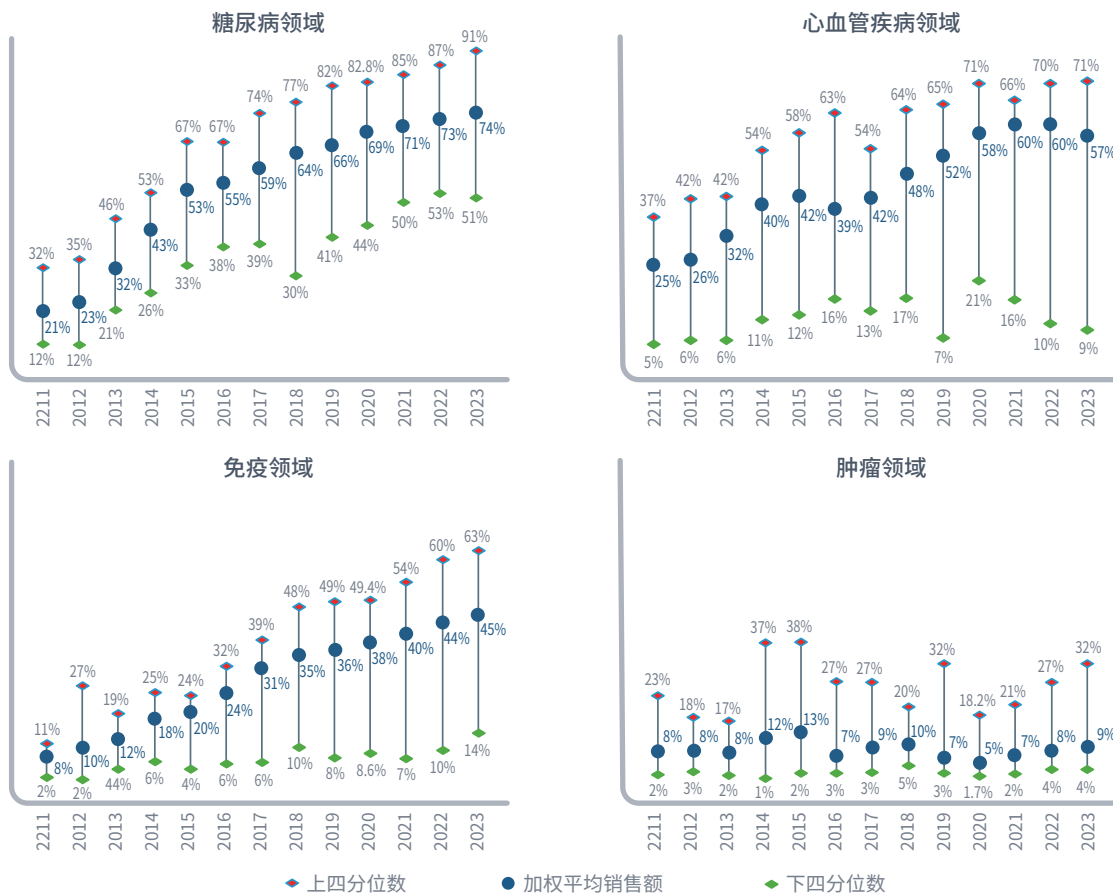 糖尿病领域
32% 35% 46% 53% 67% 67% 74% 77% 82% 82.8% 85% 87% 91%
21% 23% 32% 43% 53% 55% 59% 64% 66% 69% 71% 73% 74%
12% 12% 21% 26% 33% 38% 39% 30% 41% 44% 50% 53% 51%
2211 2012 2013 2014 2015 2016 2017 2018 2019 2020 2021 2022 2023
心血管疾病领域
37% 42% 42% 54% 58% 63% 54% 64% 65% 71% 66% 70% 71%
25% 26% 32% 40% 42% 39% 42% 48% 52% 58% 60% 60% 57%
5% 6% 6% 11% 12% 16% 13% 17% 7% 21% 16% 10% 9%
2211 2012 2013 2014 2015 2016 2017 2018 2019 2020 2021 2022 2023
免疫领域
11% 27% 19% 25% 24% 32% 39% 48% 49% 49.4% 54% 60% 63%
8% 10% 12% 18% 20% 24% 31% 35% 36% 38% 40% 44% 45%
2% 2% 44% 6% 4% 6% 6% 10% 8% 8.6% 7% 10% 14%
2211 2012 2013 2014 2015 2016 2017 2018 2019 2020 2021 2022 2023
肿瘤领域
23% 18% 17% 37% 38% 27% 27% 20% 32% 18.2% 21% 27% 32%
8% 8% 8% 12% 13% 7% 9% 10% 7% 5% 7% 8% 9%
2% 3% 2% 1% 2% 3% 3% 5% 3% 1.7% 2% 4% 4%
2211 2012 2013 2014 2015 2016 2017 2018 2019 2020 2021 2022 2023
上四分位数 加权平均销售额 下四分位数